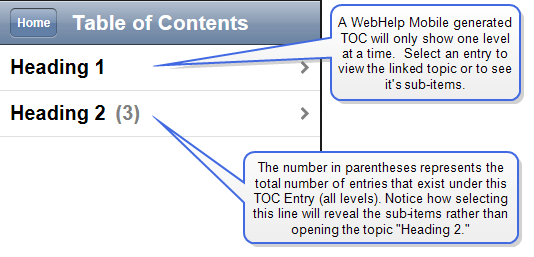 Home Table of Contents
Heading 1
Heading 2 (3)
A WebHelp Mobile generated
TOC will only show one level
at a time.  Select an entry to
view the linked topic or to see
it's sub-items.
The number in parentheses represents the
total number of entries that exist under this
TOC Entry (all levels). Notice how selecting
this line will reveal the sub-items rather than
opening the topic "Heading 2."